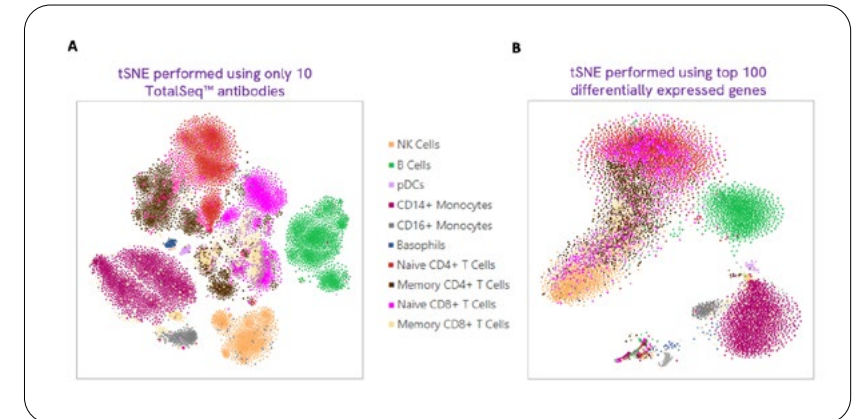 A
tSNE performed using only 10
TotalSeq™ antibodies
NK Cells
B Cells
pDCs
CD14+ Monocytes
CD16+ Monocytes
Basophils
Naive CD4+ T Cells
Memory CD4+ T Cells
Naive CD8+ T Cells
Memory CD8+ T Cells
B
tSNE performed using top 100
differentially expressed genes